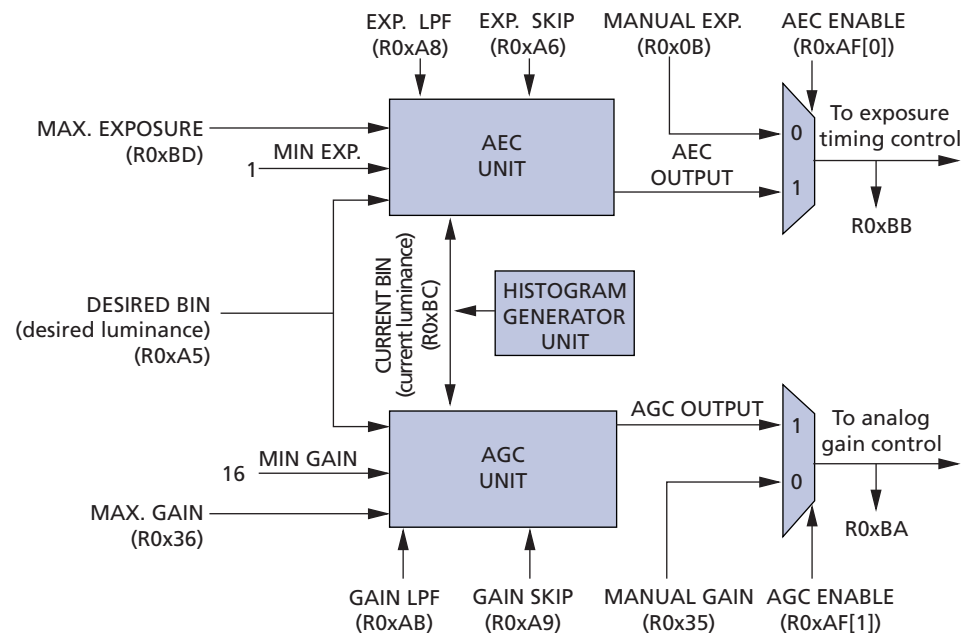 EXP. LPF
(R0xA8)
EXP. SKIP
(R0xA6)
MANUAL EXP.
(R0x0B)
AEC ENABLE
(R0xAF[0])
MAX. EXPOSURE
(R0xBD)
1
MIN EXP.
AEC
UNIT
AEC
OUTPUT
0
1
To exposure
timing control
R0xBB
DESIRED BIN
(desired luminance)
(R0xA5)
CURRENT BIN
(current luminance)
(R0xBC)
HISTOGRAM
GENERATOR
UNIT
16
MIN GAIN
MAX. GAIN
(R0x36)
AGC
UNIT
AGC OUTPUT
1
0
To analog
gain control
R0xBA
GAIN LPF
(R0xAB)
GAIN SKIP
(R0xA9)
MANUAL GAIN
(R0x35)
AGC ENABLE
(R0xAF[1])